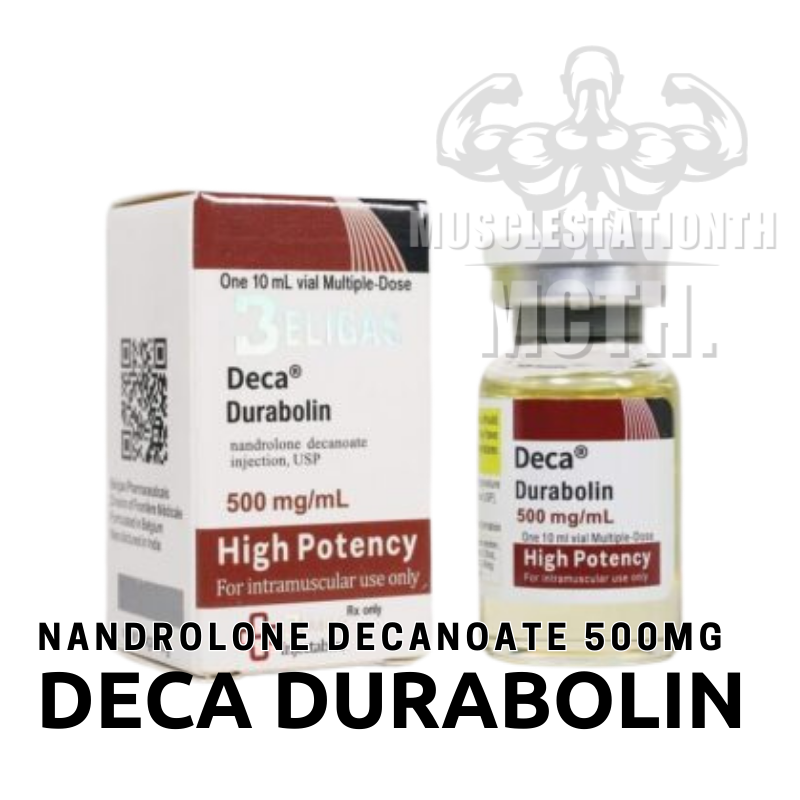 MUSCLESTATIONTH
MCTH.
One 10 mL vial Multiple-Dose
BELIGAS
Deca®
Durabolin
nandrolone decanoate
injection, USP
500 mg/mL
High Potency
For intramuscular use only
Rx only
Deca®
Durabolin
500 mg/mL
One 10 ml vial Multiple-Dose
High Potency
For intramuscular use only
NANDROLONE DECANOATE 500MG
DECA DURABOLIN